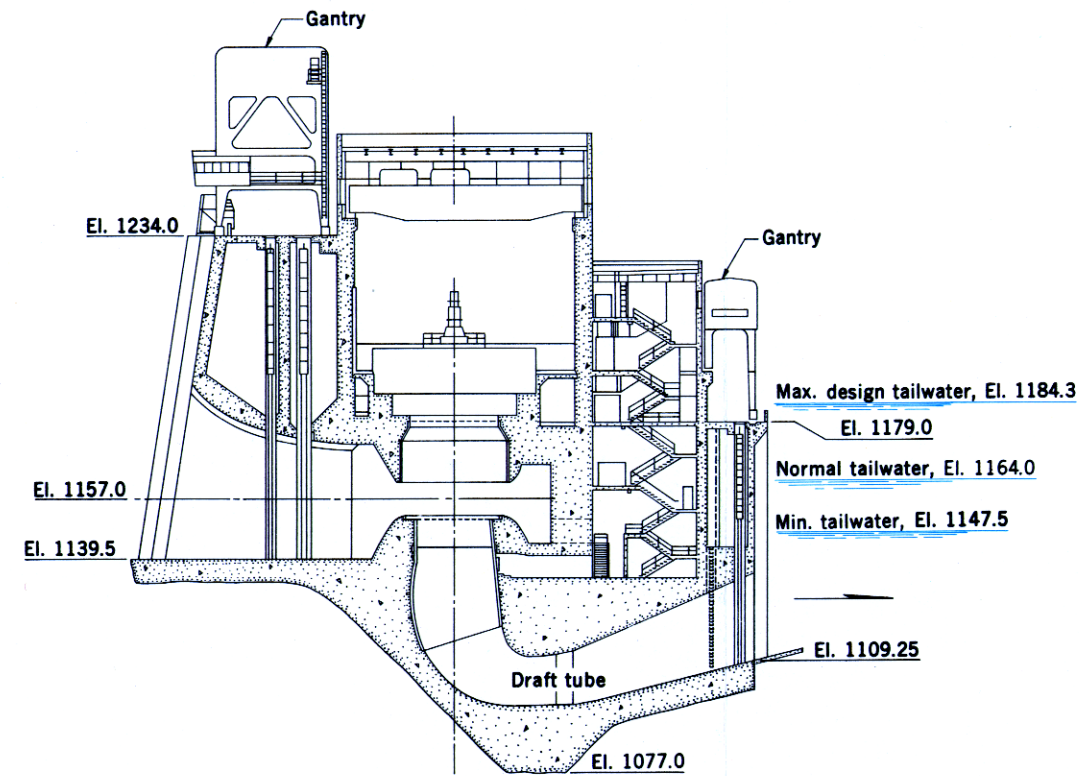 Gantry
El. 1234.0
Gantry
Max. design tailwater, El. 1184.3
El. 1179.0
Normal tailwater, El. 1164.0
El. 1157.0
Min. tailwater, El. 1147.5
El. 1139.5
El. 1109.25
Draft tube
El. 1077.0